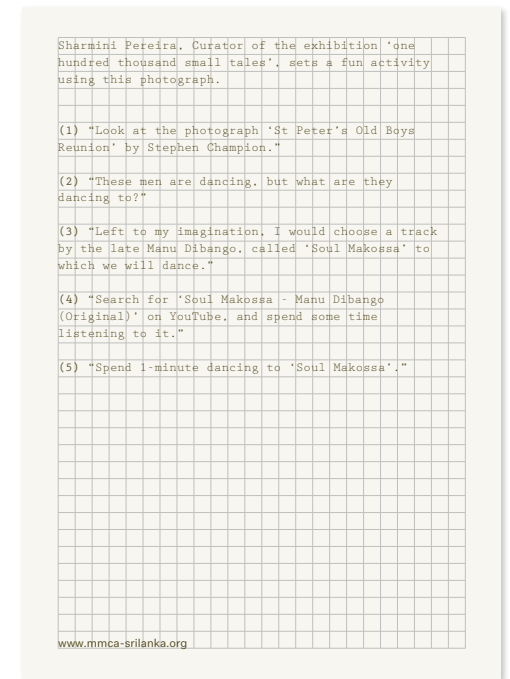 Sharmini Pereira, Curator of the exhibition ‘one
hundred thousand small tales’, sets a fun activity
using this photograph.
(1) “Look at the photograph ‘St Peter’s Old Boys
Reunion’ by Stephen Champion.”
(2) “These men are dancing, but what are they
dancing to?”
(3) “Left to my imagination, I would choose a track
by the late Manu Dibango, called ‘Soul Makossa’ to
which we will dance.”
(4) “Search for ‘Soul Makossa - Manu Dibango
(Original)’ on YouTube, and spend some time
listening to it.”
(5) “Spend 1-minute dancing to ‘Soul Makossa’.”
www.mmca-srilanka.org